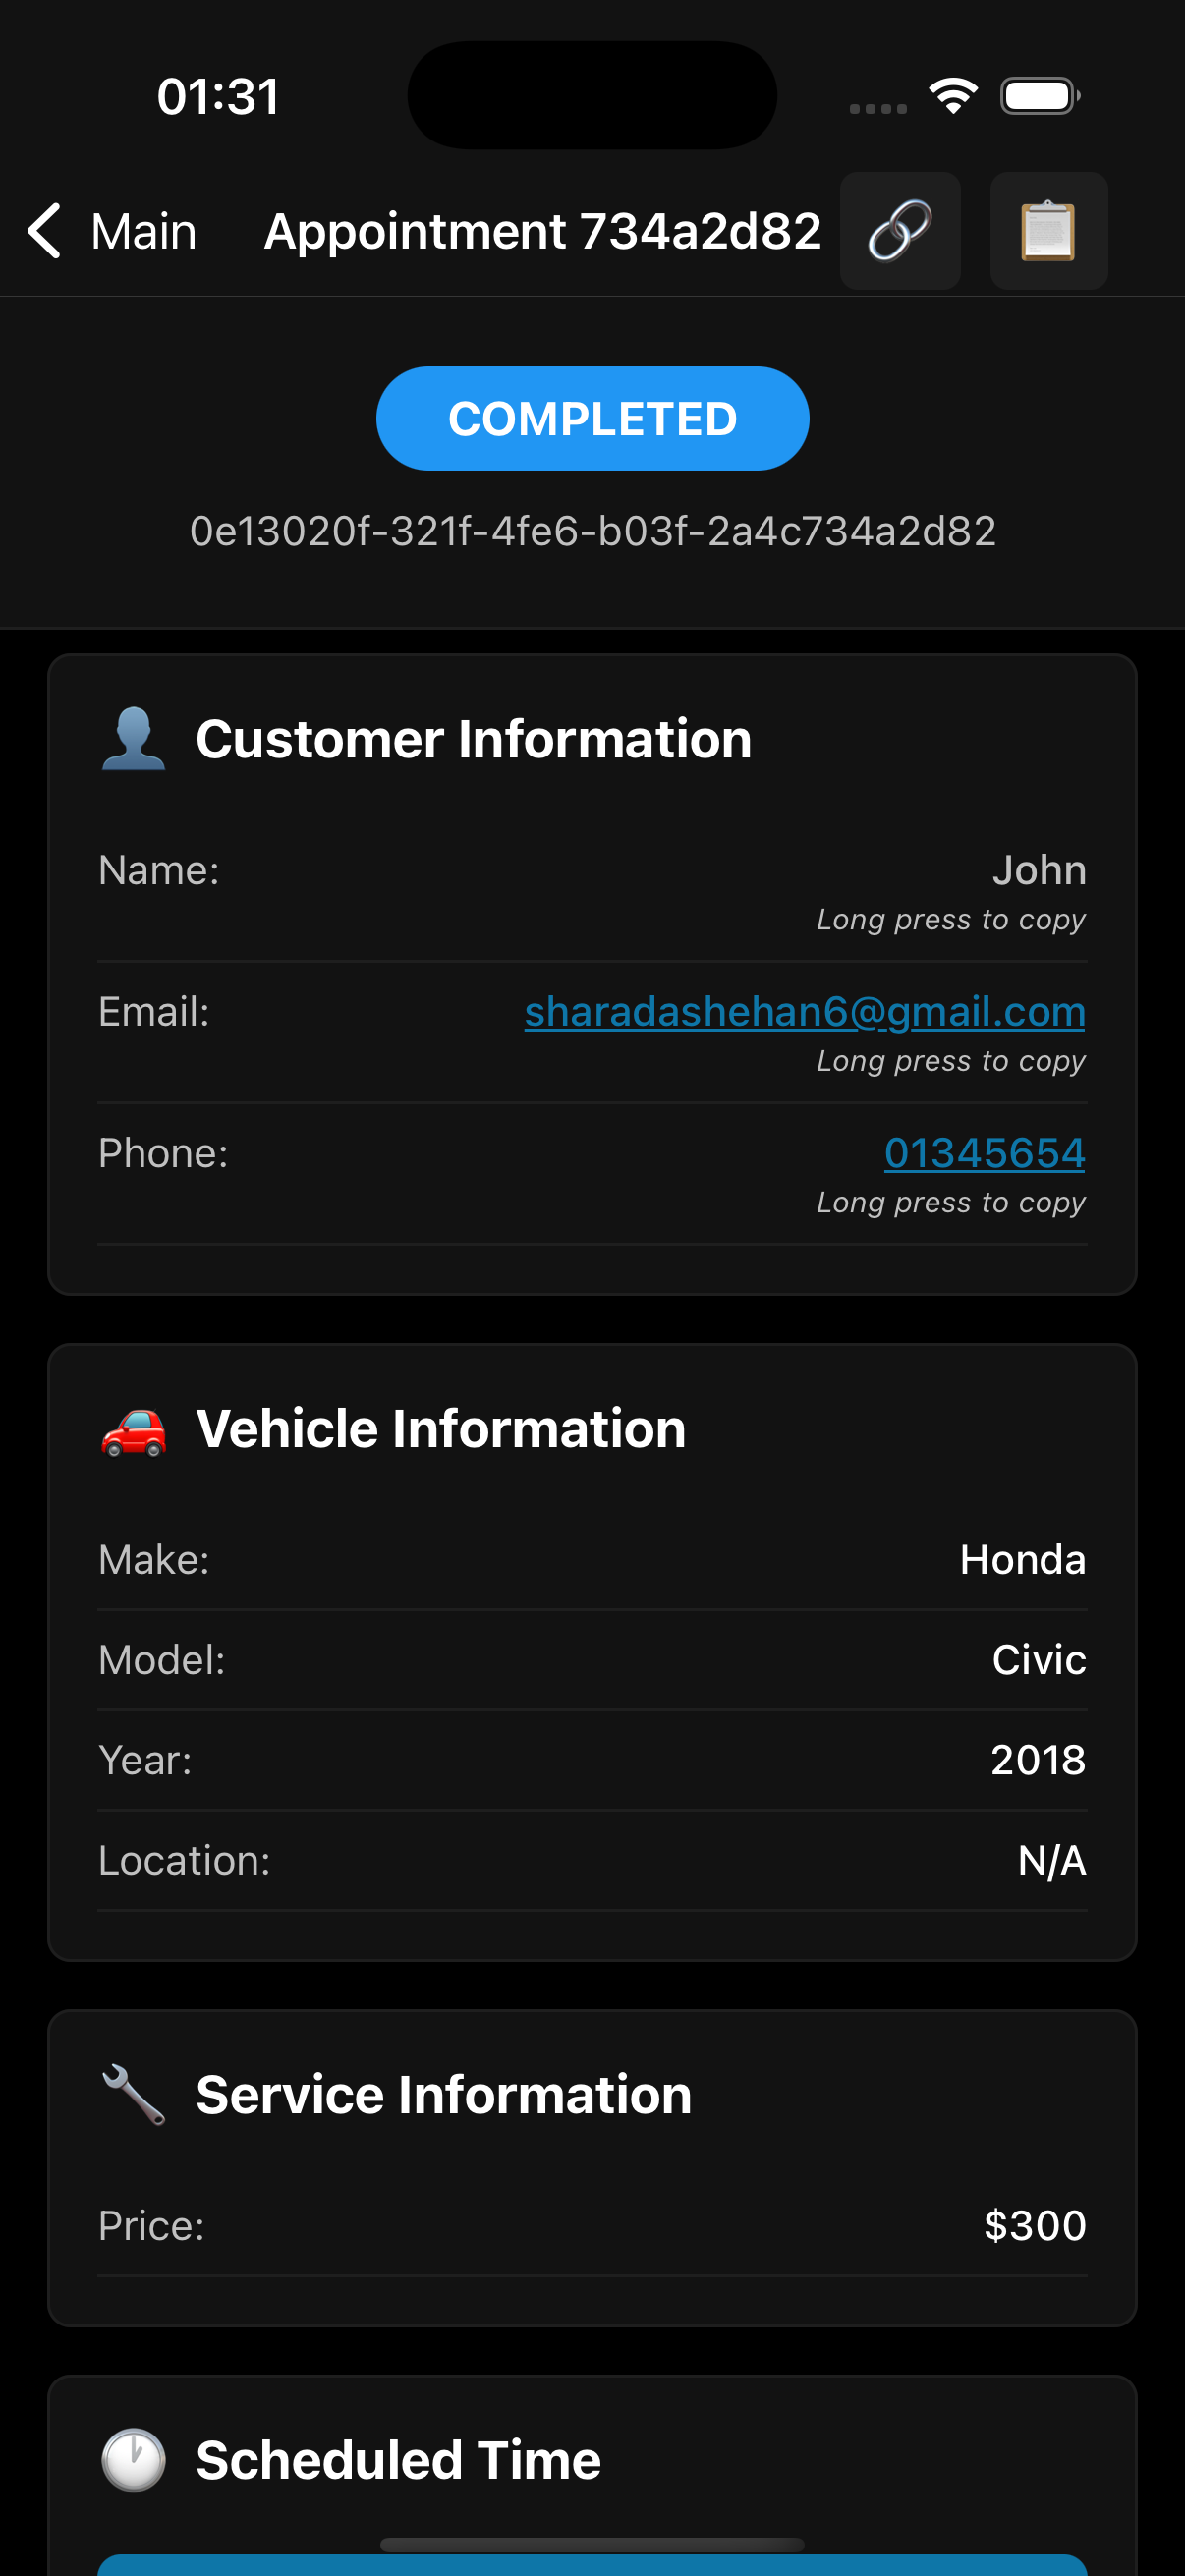 01:31
Main
Appointment 734a2d82
COMPLETED
0e13020f-321f-4fe6-b03f-2a4c734a2d82
Customer Information
Name: John
Long press to copy
Email: sharadashehan6@gmail.com
Long press to copy
Phone: 01345654
Long press to copy
Vehicle Information
Make: Honda
Model: Civic
Year: 2018
Location: N/A
Service Information
Price: $300
Scheduled Time